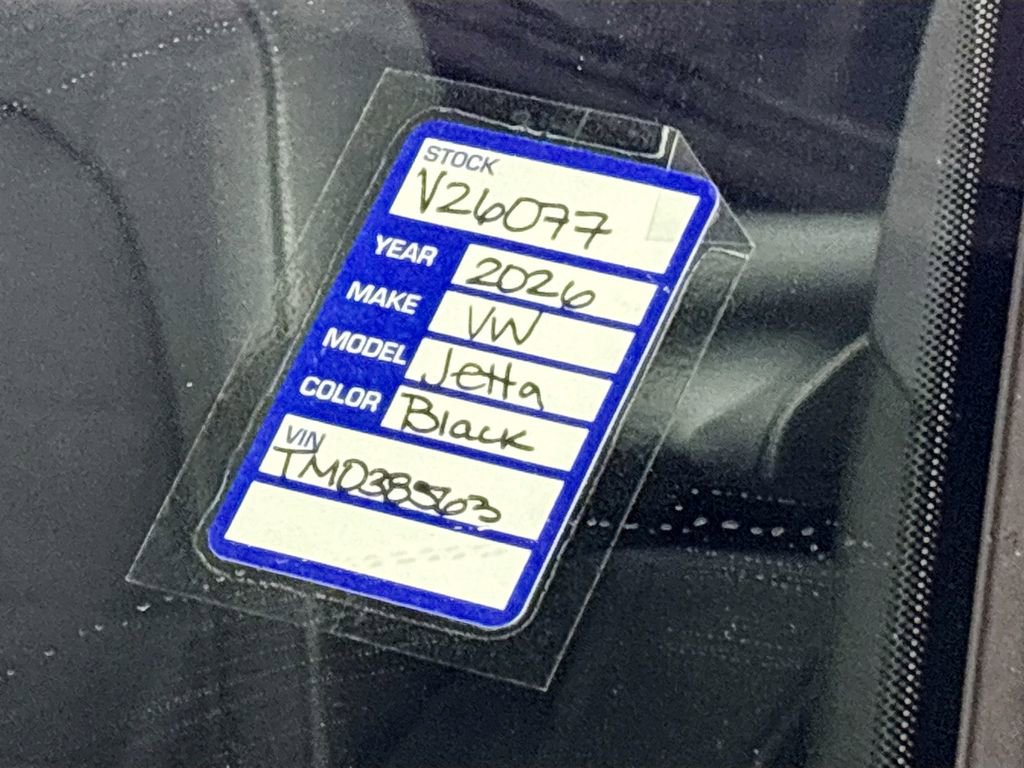 STOCK
V26077
YEAR 2026
MAKE VW
MODEL Jetta
COLOR Black
VIN
TM038563